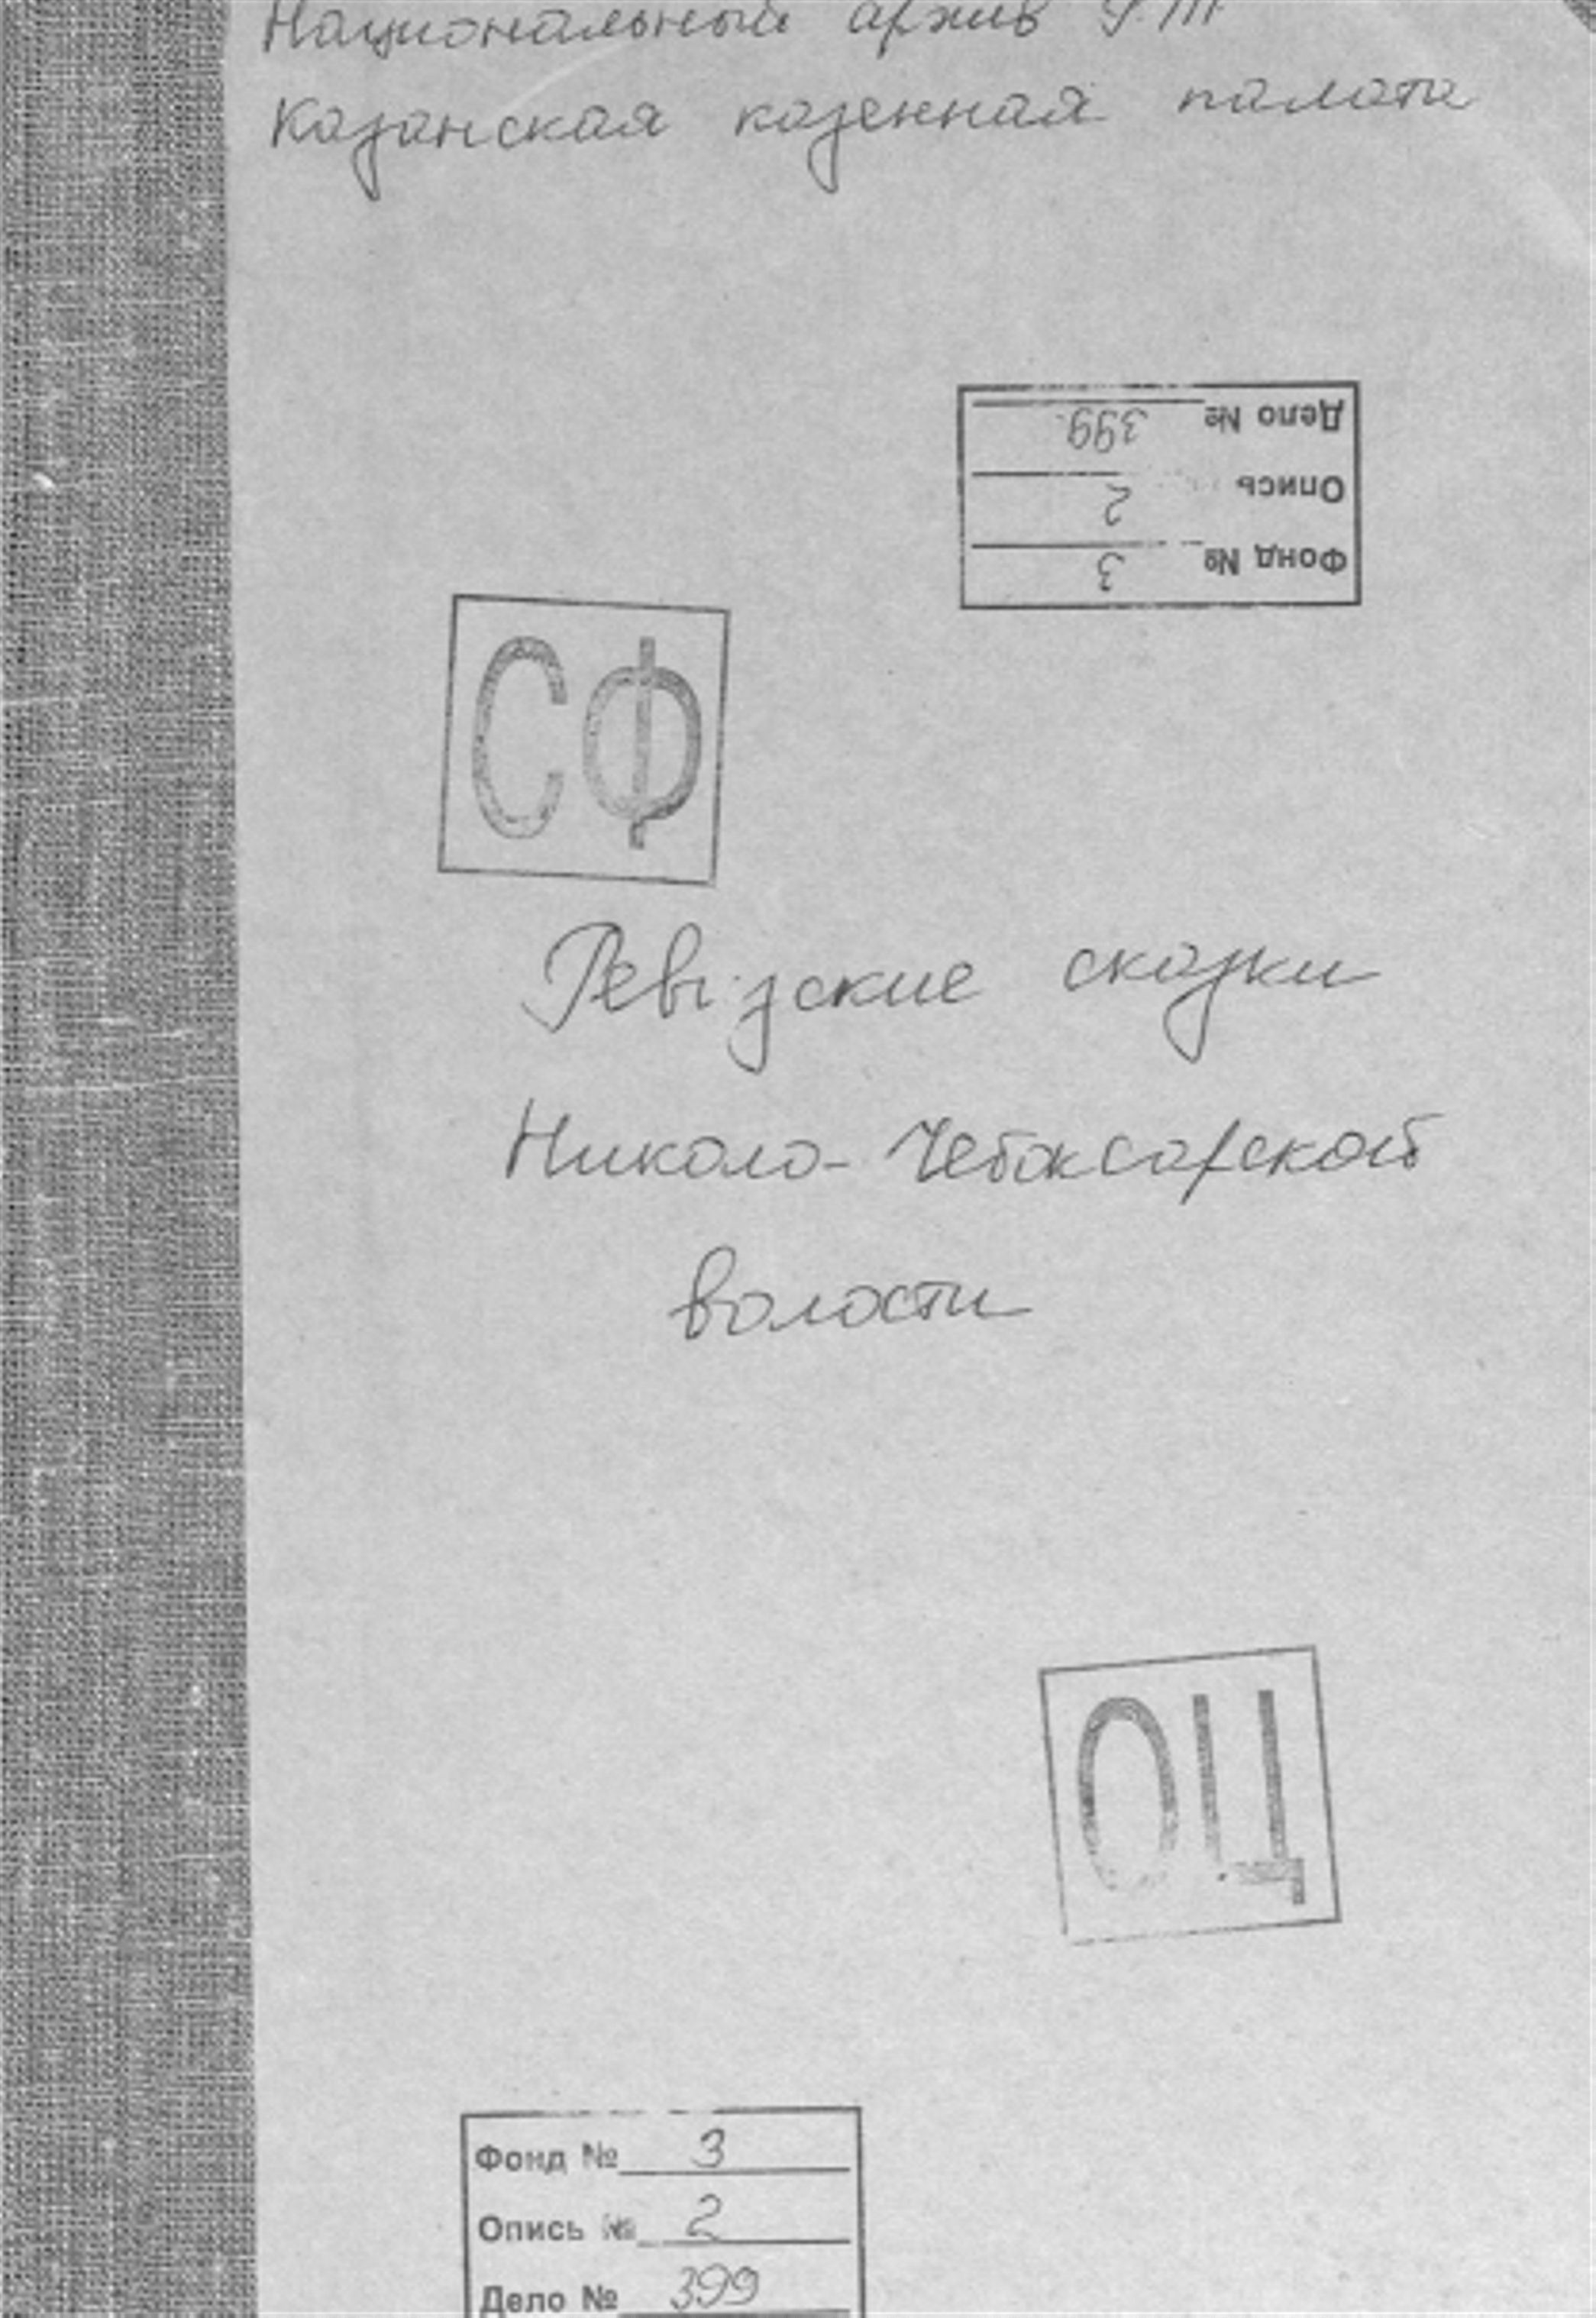 Национальный архив РТ
Казанская казенная палата
Дело № 399.
Опись 2
Фонд № 3
СФ
Ревизские сказки
Николо-Чебоксарской
волости
ОЦ
Фонд № 3
Опись № 2
Дело № 399